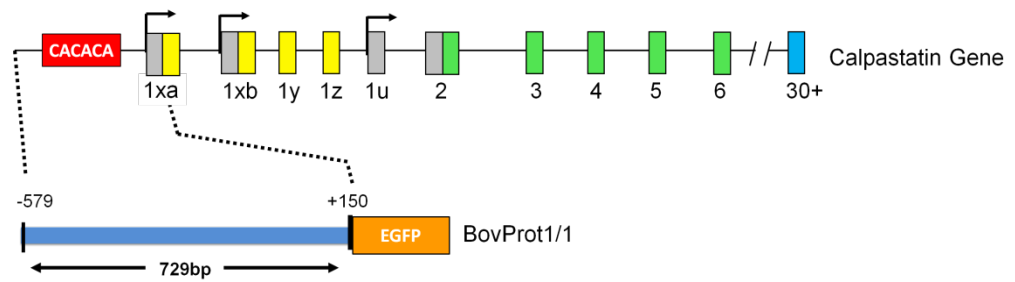 CACACA
Calpastatin Gene
1xa 1xb 1y 1z 1u 2 3 4 5 6 30+
-579 +150
EGFP BovProt1/1
729bp